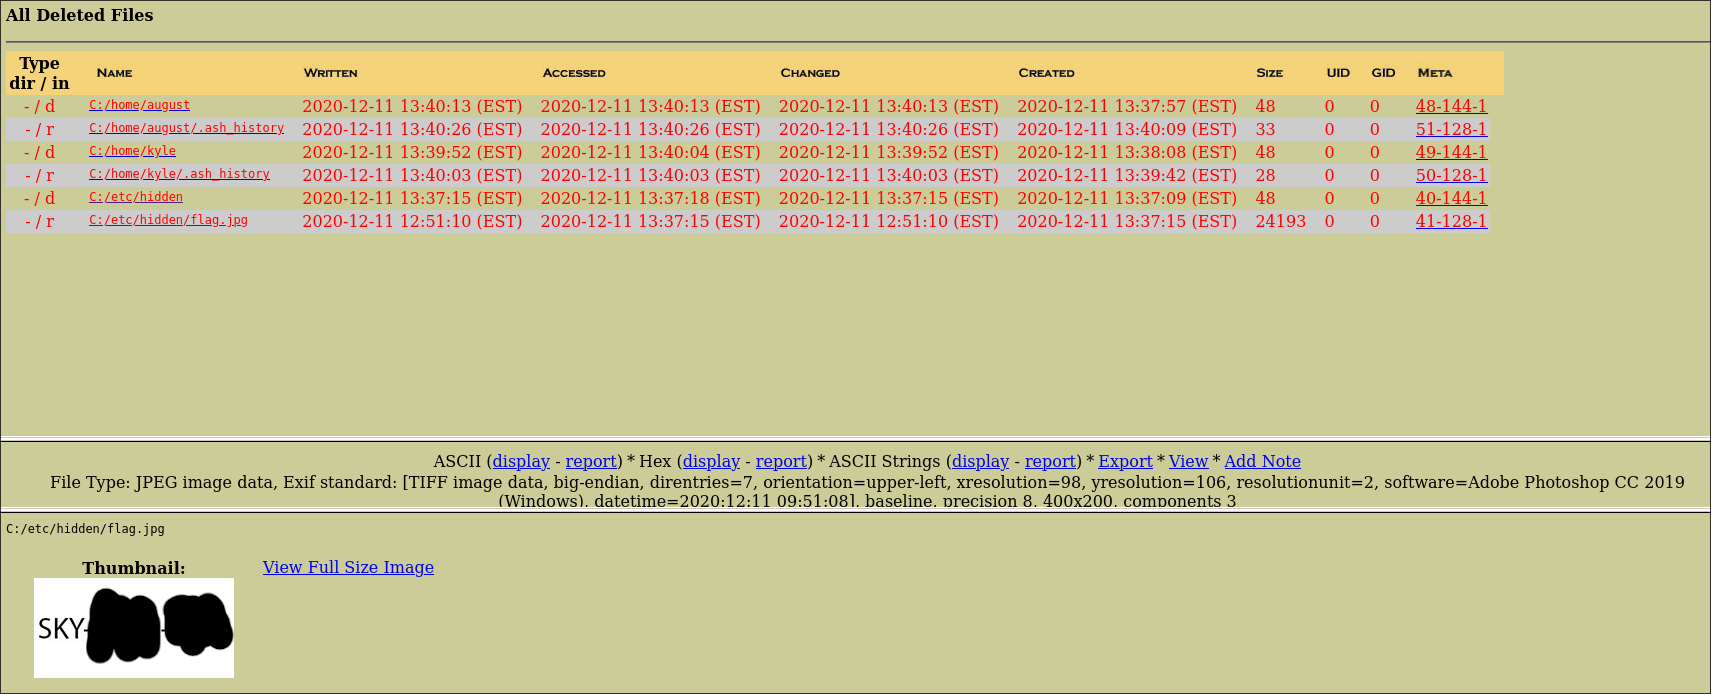 All Deleted Files
Type dir / in NAME WRITTEN ACCESSED CHANGED CREATED SIZE UID GID META
- / d C:/home/august 2020-12-11 13:40:13 (EST) 2020-12-11 13:40:13 (EST) 2020-12-11 13:40:13 (EST) 2020-12-11 13:37:57 (EST) 48 0 0 48-144-1
- / r C:/home/august/.ash_history 2020-12-11 13:40:26 (EST) 2020-12-11 13:40:26 (EST) 2020-12-11 13:40:26 (EST) 2020-12-11 13:40:09 (EST) 33 0 0 51-128-1
- / d C:/home/kyle 2020-12-11 13:39:52 (EST) 2020-12-11 13:40:04 (EST) 2020-12-11 13:39:52 (EST) 2020-12-11 13:38:08 (EST) 48 0 0 49-144-1
- / r C:/home/kyle/.ash_history 2020-12-11 13:40:03 (EST) 2020-12-11 13:40:03 (EST) 2020-12-11 13:40:03 (EST) 2020-12-11 13:39:42 (EST) 28 0 0 50-128-1
- / d C:/etc/hidden 2020-12-11 13:37:15 (EST) 2020-12-11 13:37:18 (EST) 2020-12-11 13:37:15 (EST) 2020-12-11 13:37:09 (EST) 48 0 0 40-144-1
- / r C:/etc/hidden/flag.jpg 2020-12-11 12:51:10 (EST) 2020-12-11 13:37:15 (EST) 2020-12-11 12:51:10 (EST) 2020-12-11 13:37:15 (EST) 24193 0 0 41-128-1
ASCII (display - report) * Hex (display - report) * ASCII Strings (display - report) * Export * View * Add Note
File Type: JPEG image data, Exif standard: [TIFF image data, big-endian, direntries=7, orientation=upper-left, xresolution=98, yresolution=106, resolutionunit=2, software=Adobe Photoshop CC 2019
(Windows), datetime=2020:12:11 09:51:08], baseline, precision 8, 400x200, components 3
C:/etc/hidden/flag.jpg
Thumbnail: View Full Size Image
SKY- -